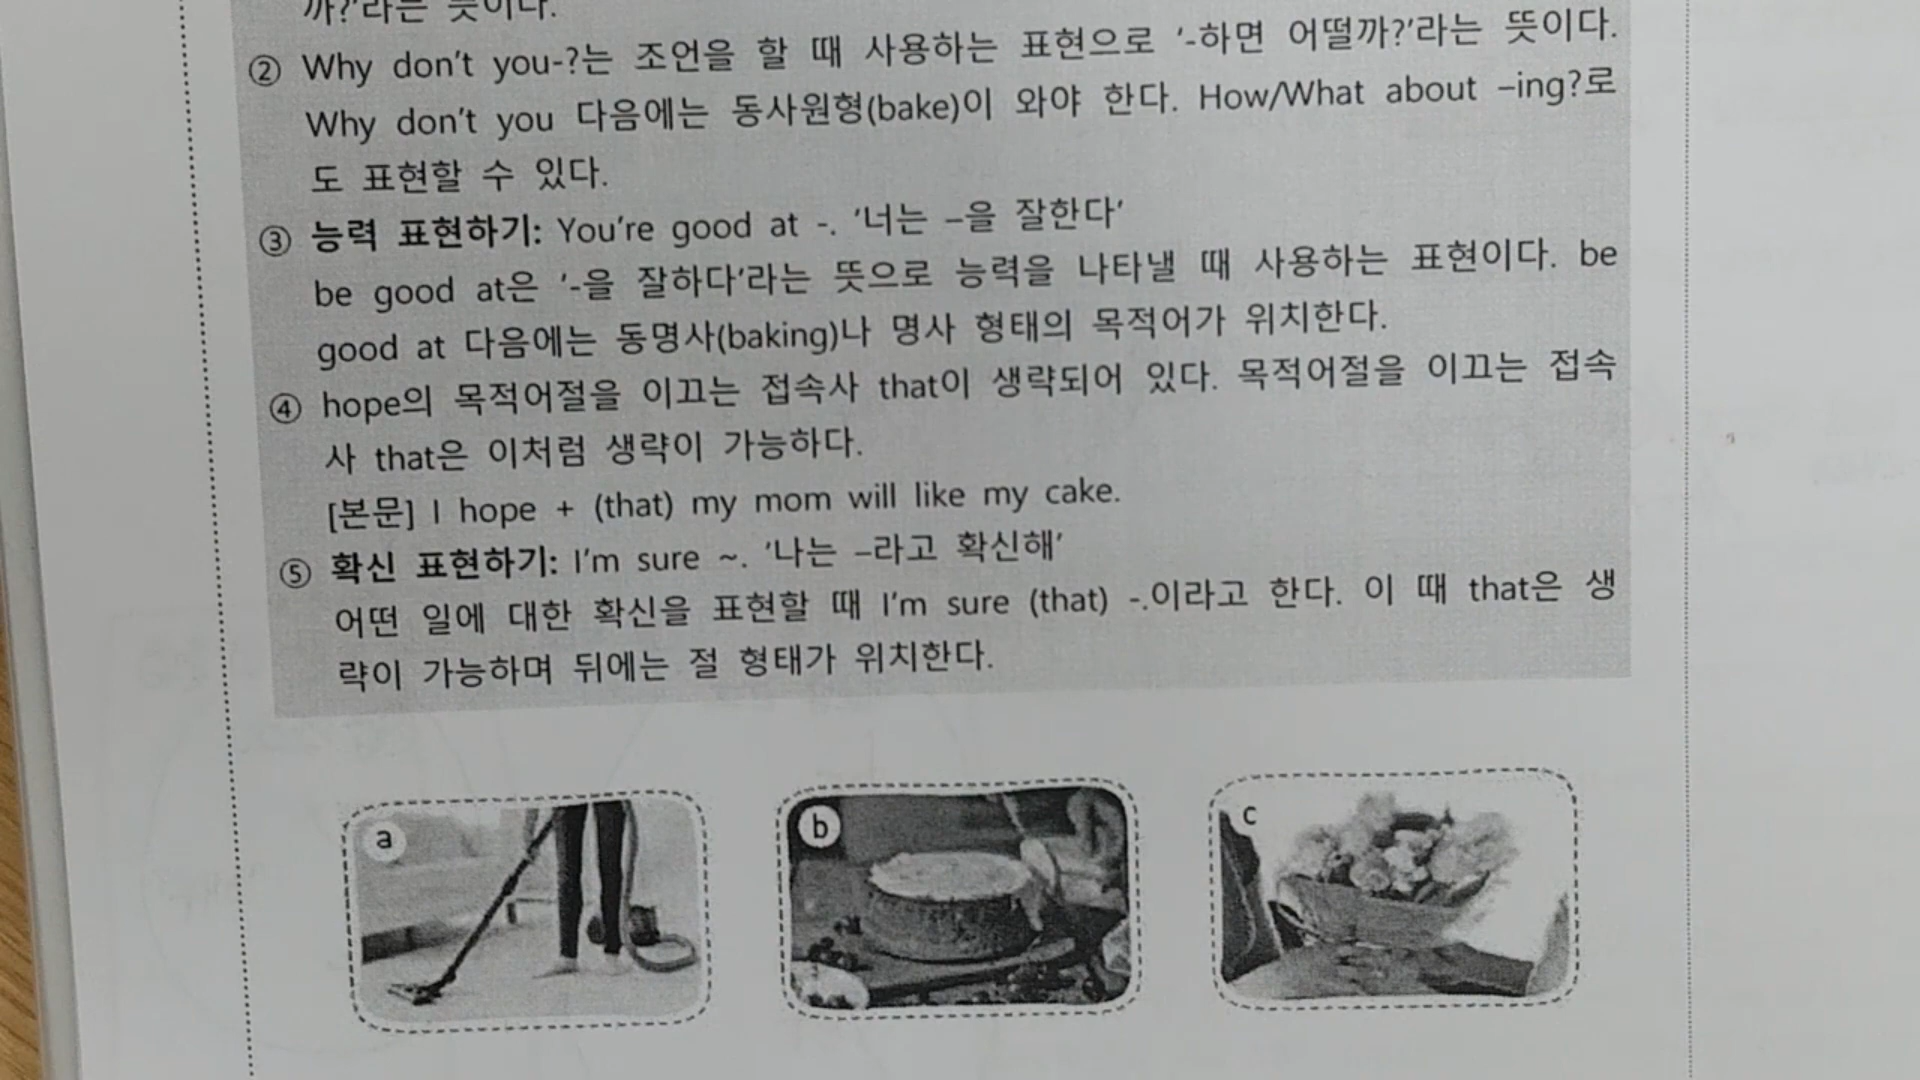 까?'라는 뜻이다.
② Why don't you-?는 조언을 할 때 사용하는 표현으로 '-하면 어떨까?'라는 뜻이다.
Why don't you 다음에는 동사원형(bake)이 와야 한다. How/What about –ing?로
도 표현할 수 있다.
③ 능력 표현하기: You're good at -. '너는 –을 잘한다'
be good at은 '-을 잘하다'라는 뜻으로 능력을 나타낼 때 사용하는 표현이다. be
good at 다음에는 동명사(baking)나 명사 형태의 목적어가 위치한다.
④ hope의 목적어절을 이끄는 접속사 that이 생략되어 있다. 목적어절을 이끄는 접속
사 that은 이처럼 생략이 가능하다.
[본문] I hope + (that) my mom will like my cake.
⑤ 확신 표현하기: I'm sure ~. '나는 –라고 확신해'
어떤 일에 대한 확신을 표현할 때 I'm sure (that) -.이라고 한다. 이 때 that은 생
략이 가능하며 뒤에는 절 형태가 위치한다.
a
b
c